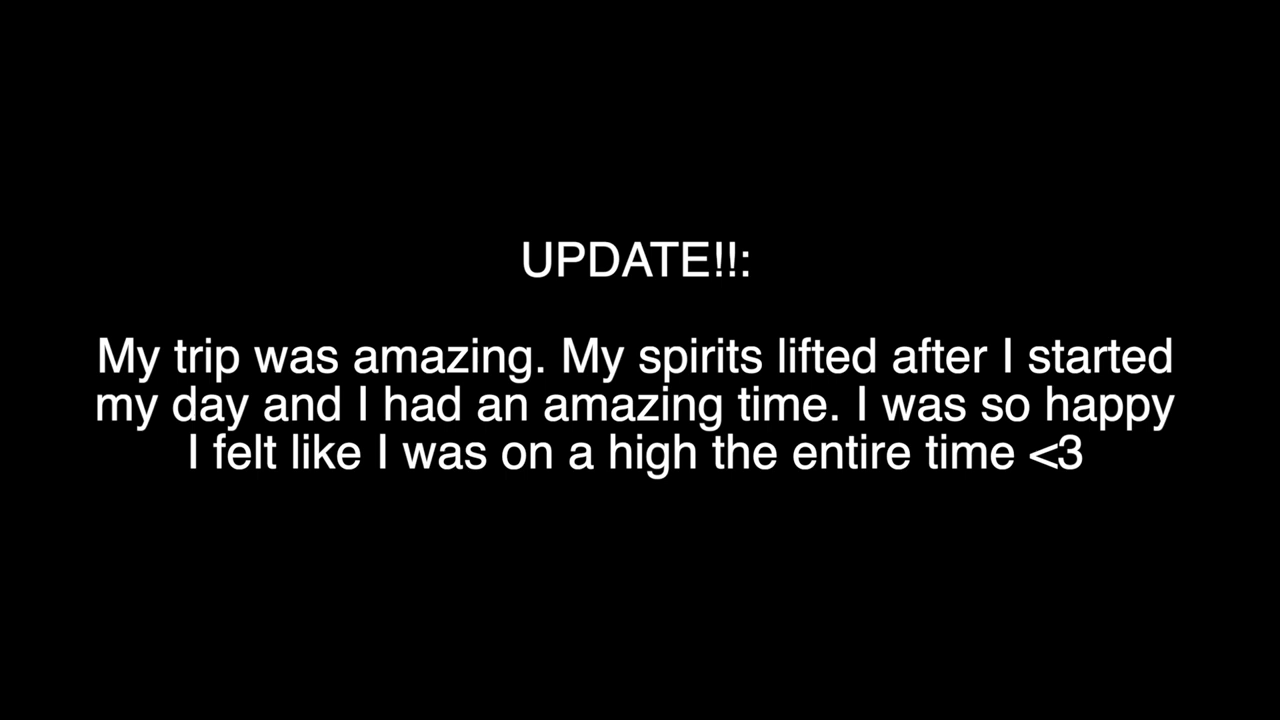 UPDATE!!:
My trip was amazing. My spirits lifted after I started
my day and I had an amazing time. I was so happy
I felt like I was on a high the entire time <3